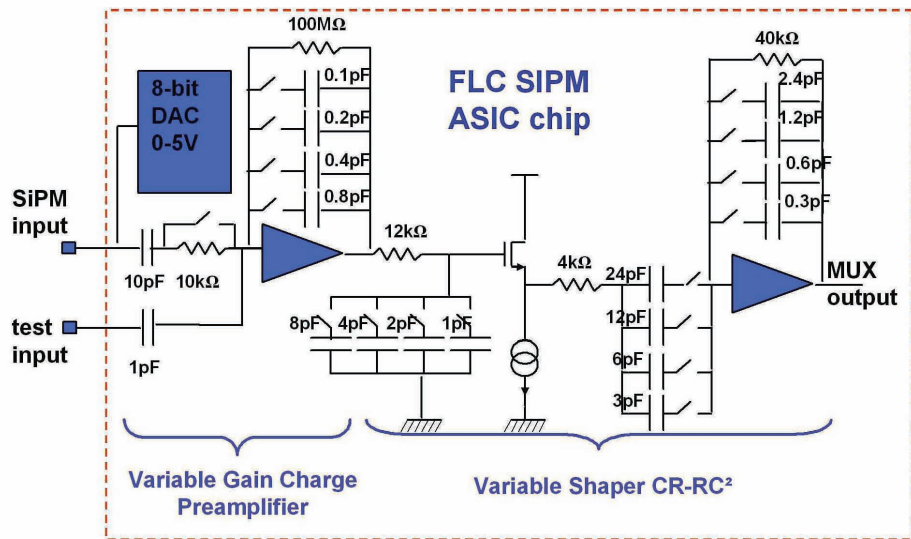 100MΩ
40kΩ
8-bit
DAC
0-5V
0.1pF
0.2pF
0.4pF
0.8pF
FLC SIPM
ASIC chip
2.4pF
1.2pF
0.6pF
0.3pF
SiPM
input
10pF
10kΩ
12kΩ
4kΩ
24pF
12pF
6pF
3pF
MUX
output
test
input
1pF
8pF
4pF
2pF
1pF
Variable Gain Charge
Preamplifier
Variable Shaper CR-RC²